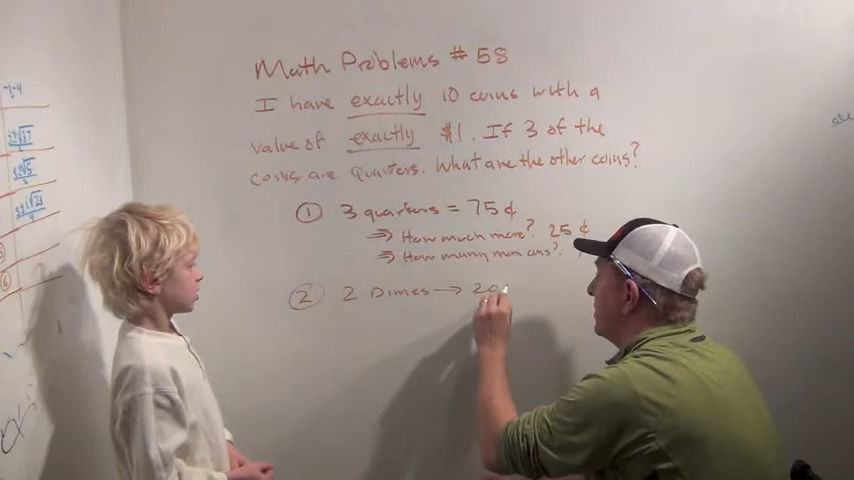 Math Problems # 58
I have exactly 10 coins with a
value of exactly $1. If 3 of the
coins are quarters. What are the other coins?
① 3 quarters = 75 ¢
⇒ How much more? 25 ¢
⇒ How many more coins?
② 2 Dimes → 20